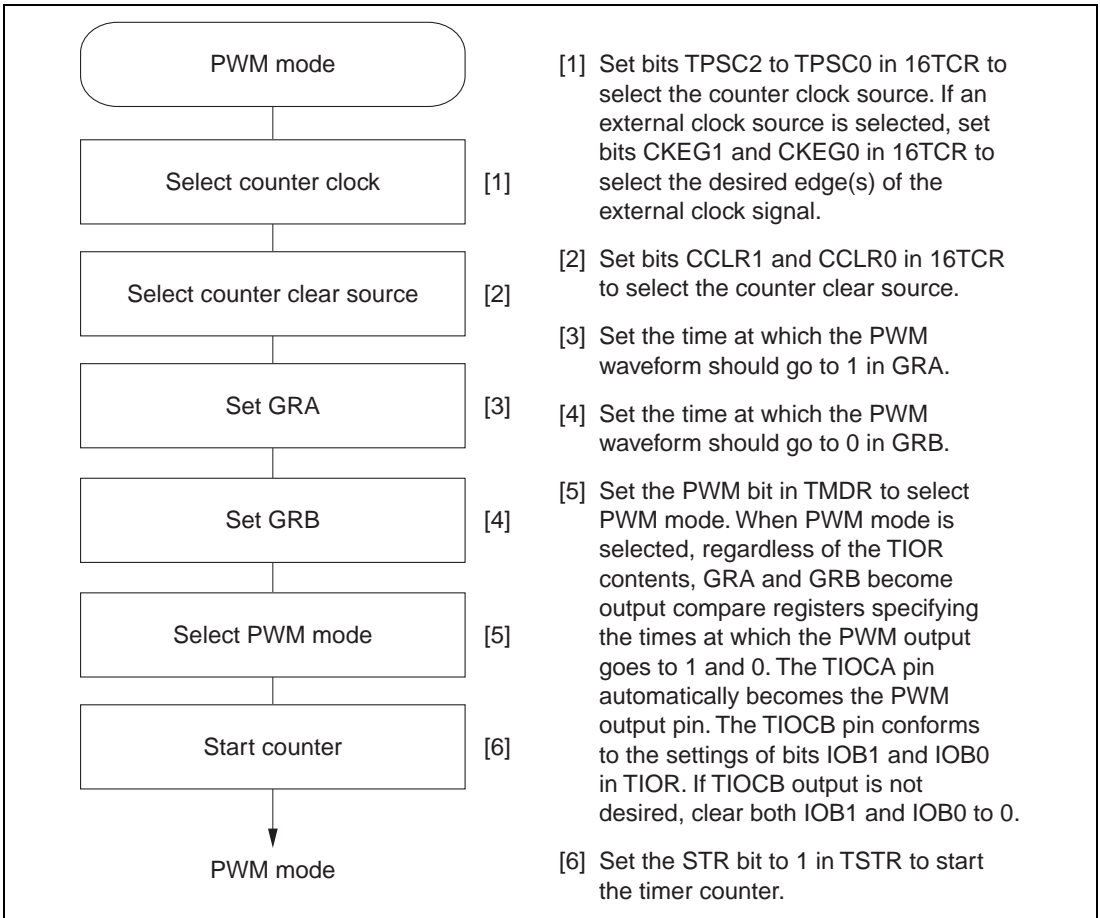 PWM mode
Select counter clock
[1]
Select counter clear source
[2]
Set GRA
[3]
Set GRB
[4]
Select PWM mode
[5]
Start counter
[6]
PWM mode
[1] Set bits TPSC2 to TPSC0 in 16TCR to
select the counter clock source. If an
external clock source is selected, set
bits CKEG1 and CKEG0 in 16TCR to
select the desired edge(s) of the
external clock signal.
[2] Set bits CCLR1 and CCLR0 in 16TCR
to select the counter clear source.
[3] Set the time at which the PWM
waveform should go to 1 in GRA.
[4] Set the time at which the PWM
waveform should go to 0 in GRB.
[5] Set the PWM bit in TMDR to select
PWM mode. When PWM mode is
selected, regardless of the TIOR
contents, GRA and GRB become
output compare registers specifying
the times at which the PWM output
goes to 1 and 0. The TIOCA pin
automatically becomes the PWM
output pin. The TIOCB pin conforms
to the settings of bits IOB1 and IOB0
in TIOR. If TIOCB output is not
desired, clear both IOB1 and IOB0 to 0.
[6] Set the STR bit to 1 in TSTR to start
the timer counter.